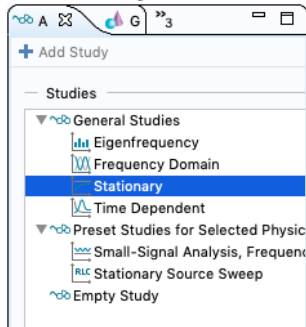 A G »3
+ Add Study
Studies
General Studies
Eigenfrequency
Frequency Domain
Stationary
Time Dependent
Preset Studies for Selected Physic
Small-Signal Analysis, Frequen
RLC Stationary Source Sweep
Empty Study